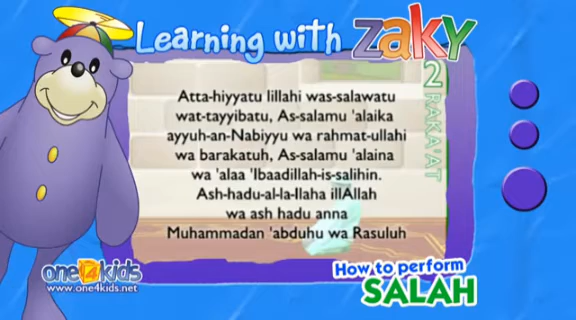 Learning with zaky
2 RAKA'AT
Atta-hiyyatu lillahi was-salawatu
wat-tayyibatu, As-salamu 'alaika
ayyuh-an-Nabiyyu wa rahmat-ullahi
wa barakatuh, As-salamu 'alaina
wa 'alaa 'Ibaadillah-is-salihin.
Ash-hadu-al-la-Ilaha illAllah
wa ash hadu anna
Muhammadan 'abduhu wa Rasuluh
one4kids
www.one4kids.net
How to perform
SALAH